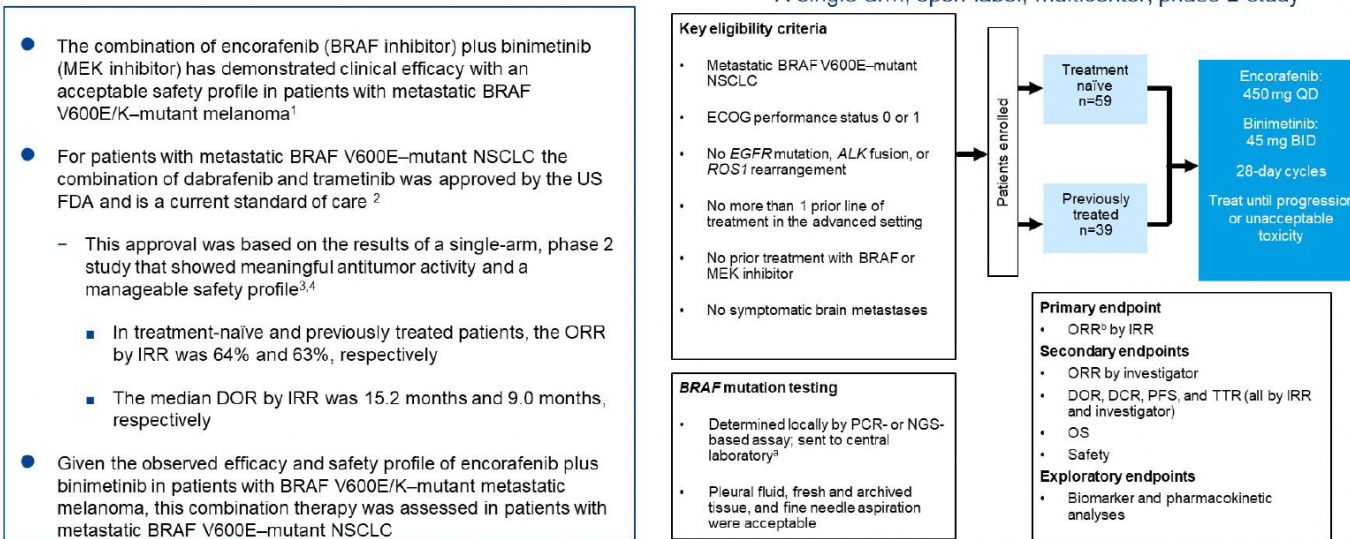 ● The combination of encorafenib (BRAF inhibitor) plus binimetinib
(MEK inhibitor) has demonstrated clinical efficacy with an
acceptable safety profile in patients with metastatic BRAF
V600E/K–mutant melanoma¹
● For patients with metastatic BRAF V600E–mutant NSCLC the
combination of dabrafenib and trametinib was approved by the US
FDA and is a current standard of care ²
– This approval was based on the results of a single-arm, phase 2
study that showed meaningful antitumor activity and a
manageable safety profile³,⁴
■ In treatment-naïve and previously treated patients, the ORR
by IRR was 64% and 63%, respectively
■ The median DOR by IRR was 15.2 months and 9.0 months,
respectively
● Given the observed efficacy and safety profile of encorafenib plus
binimetinib in patients with BRAF V600E/K–mutant metastatic
melanoma, this combination therapy was assessed in patients with
metastatic BRAF V600E–mutant NSCLC
A single-arm, open-label, multicenter, phase 2 study
Key eligibility criteria
• Metastatic BRAF V600E–mutant
NSCLC
• ECOG performance status 0 or 1
• No EGFR mutation, ALK fusion, or
ROS1 rearrangement
• No more than 1 prior line of
treatment in the advanced setting
• No prior treatment with BRAF or
MEK inhibitor
• No symptomatic brain metastases
BRAF mutation testing
• Determined locally by PCR- or NGS-
based assay; sent to central
laboratoryᵃ
• Pleural fluid, fresh and archived
tissue, and fine needle aspiration
were acceptable
Patients enrolled
Treatment
naïve
n=59
Previously
treated
n=39
Encorafenib:
450 mg QD
Binimetinib:
45 mg BID
28-day cycles
Treat until progression
or unacceptable
toxicity
Primary endpoint
• ORRᵇ by IRR
Secondary endpoints
• ORR by investigator
• DOR, DCR, PFS, and TTR (all by IRR
and investigator)
• OS
• Safety
Exploratory endpoints
• Biomarker and pharmacokinetic
analyses